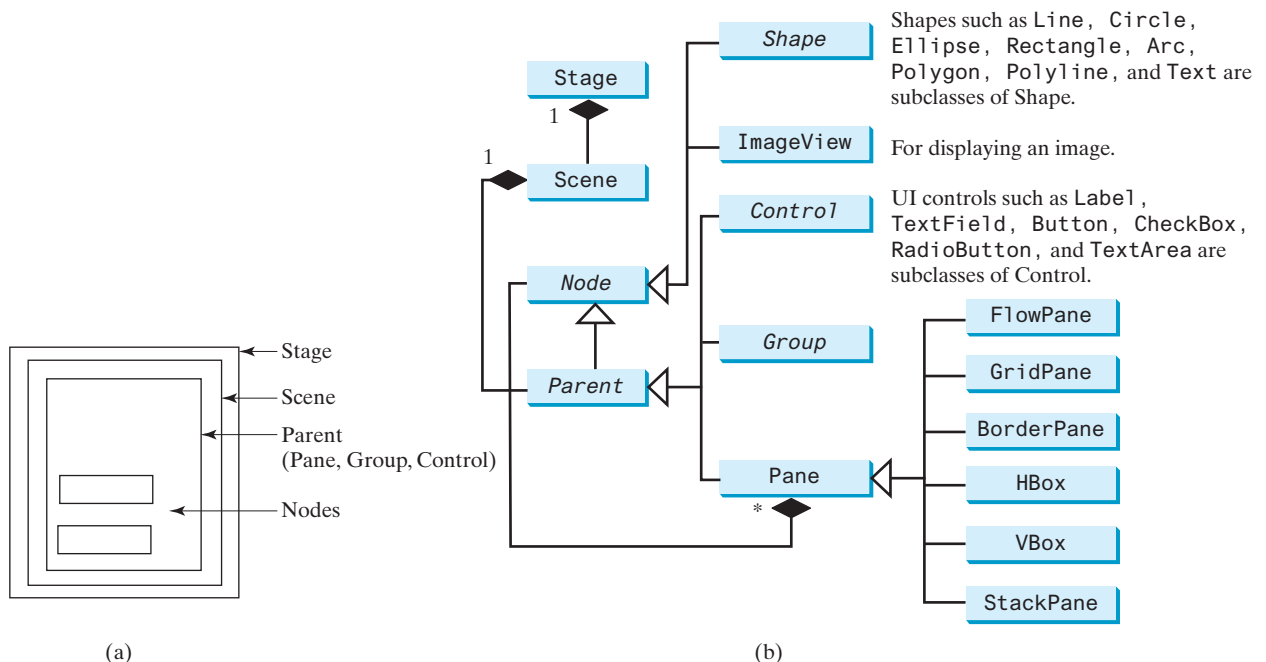 Shape
Shapes such as Line, Circle,
Ellipse, Rectangle, Arc,
Polygon, Polyline, and Text are
subclasses of Shape.
Stage
1
ImageView
For displaying an image.
1
Scene
Control
UI controls such as Label,
TextField, Button, CheckBox,
RadioButton, and TextArea are
subclasses of Control.
Node
FlowPane
Group
Stage
GridPane
Parent
Scene
BorderPane
Parent
(Pane, Group, Control)
Pane
HBox
*
Nodes
VBox
StackPane
(a)
(b)